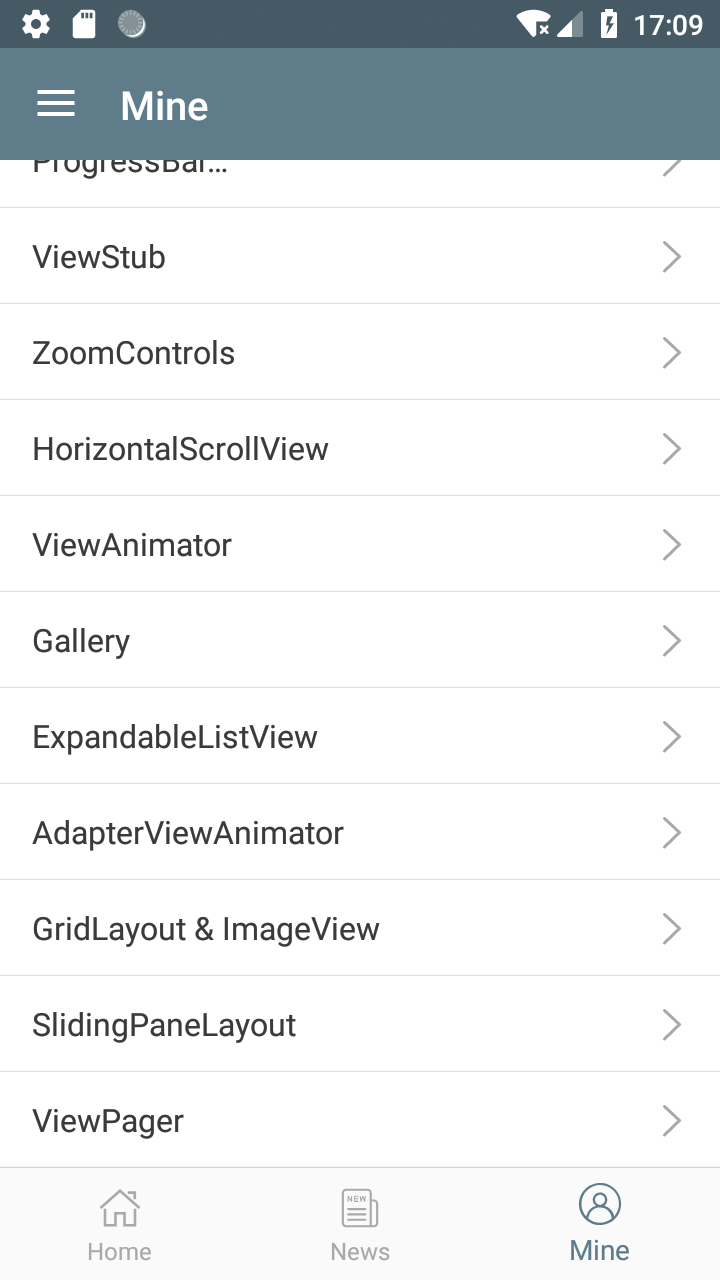 17:09
Mine
ProgressBar...
ViewStub
ZoomControls
HorizontalScrollView
ViewAnimator
Gallery
ExpandableListView
AdapterViewAnimator
GridLayout & ImageView
SlidingPaneLayout
ViewPager
NEW
Home
News
Mine